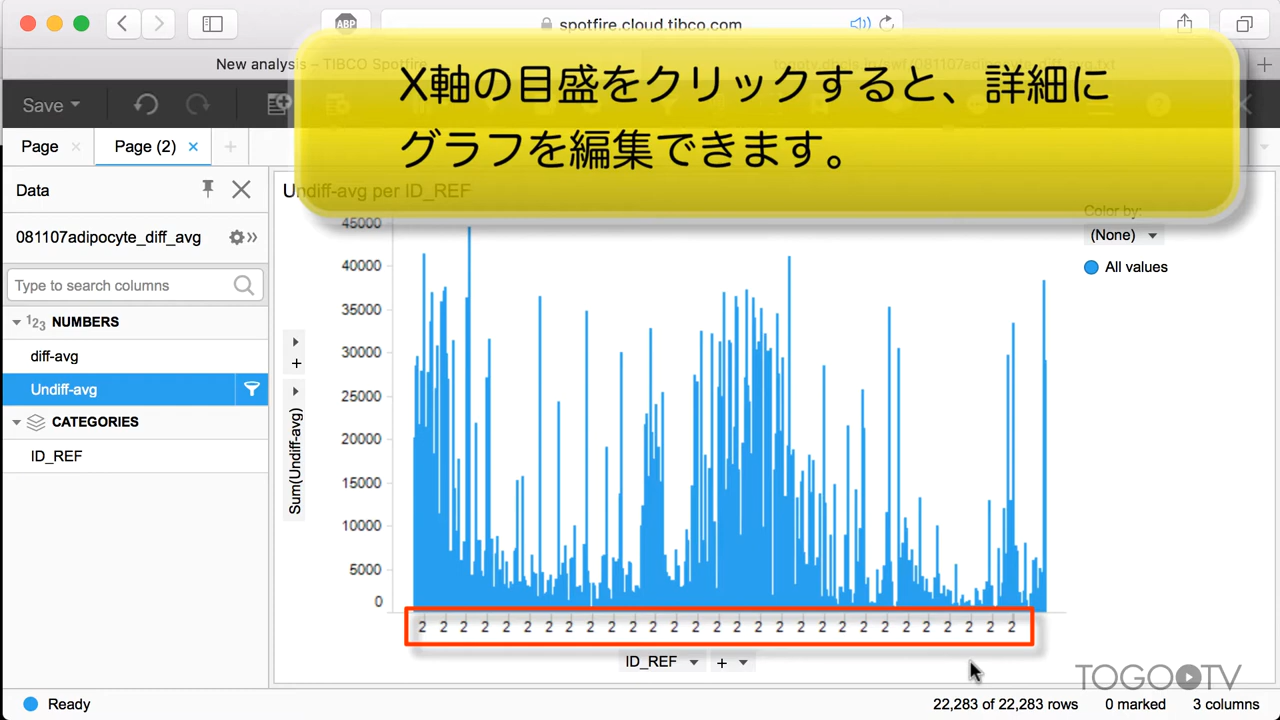 ABP
spotfire.cloud.tibco.com
New analysis – TIBCO Spotfire
X軸の目盛をクリックすると、詳細に
グラフを編集できます。
Save
Page
Page (2)
Data
Undiff-avg per ID_REF
081107adipocyte_diff_avg
Type to search columns
NUMBERS
diff-avg
Undiff-avg
CATEGORIES
ID_REF
Sum(Undiff-avg)
45000
40000
35000
30000
25000
20000
15000
10000
5000
0
Color by:
(None)
All values
2 2 2 2 2 2 2 2 2 2 2 2 2 2 2 2 2 2 2 2 2 2 2 2 2 2 2 2 2
ID_REF
TOGOTV
Ready
22,283 of 22,283 rows
0 marked
3 columns